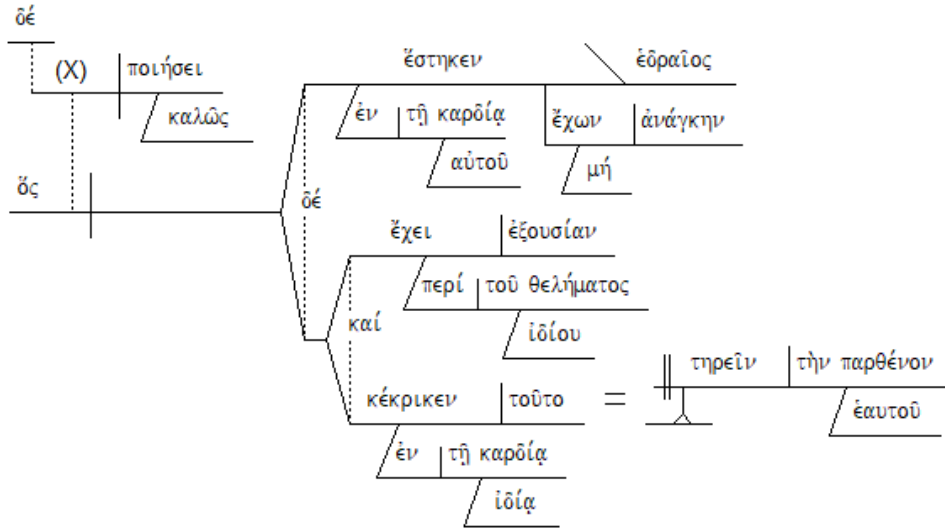 δέ
(X) ποιήσει
καλῶς
ὅς
δέ
ἕστηκεν ἑδραῖος
ἐν τῇ καρδίᾳ
αὐτοῦ
ἔχων ἀνάγκην
μή
καί
ἔχει ἐξουσίαν
περί τοῦ θελήματος
ἰδίου
κέκρικεν τοῦτο = τηρεῖν τὴν παρθένον
ἑαυτοῦ
ἐν τῇ καρδίᾳ
ἰδίᾳ